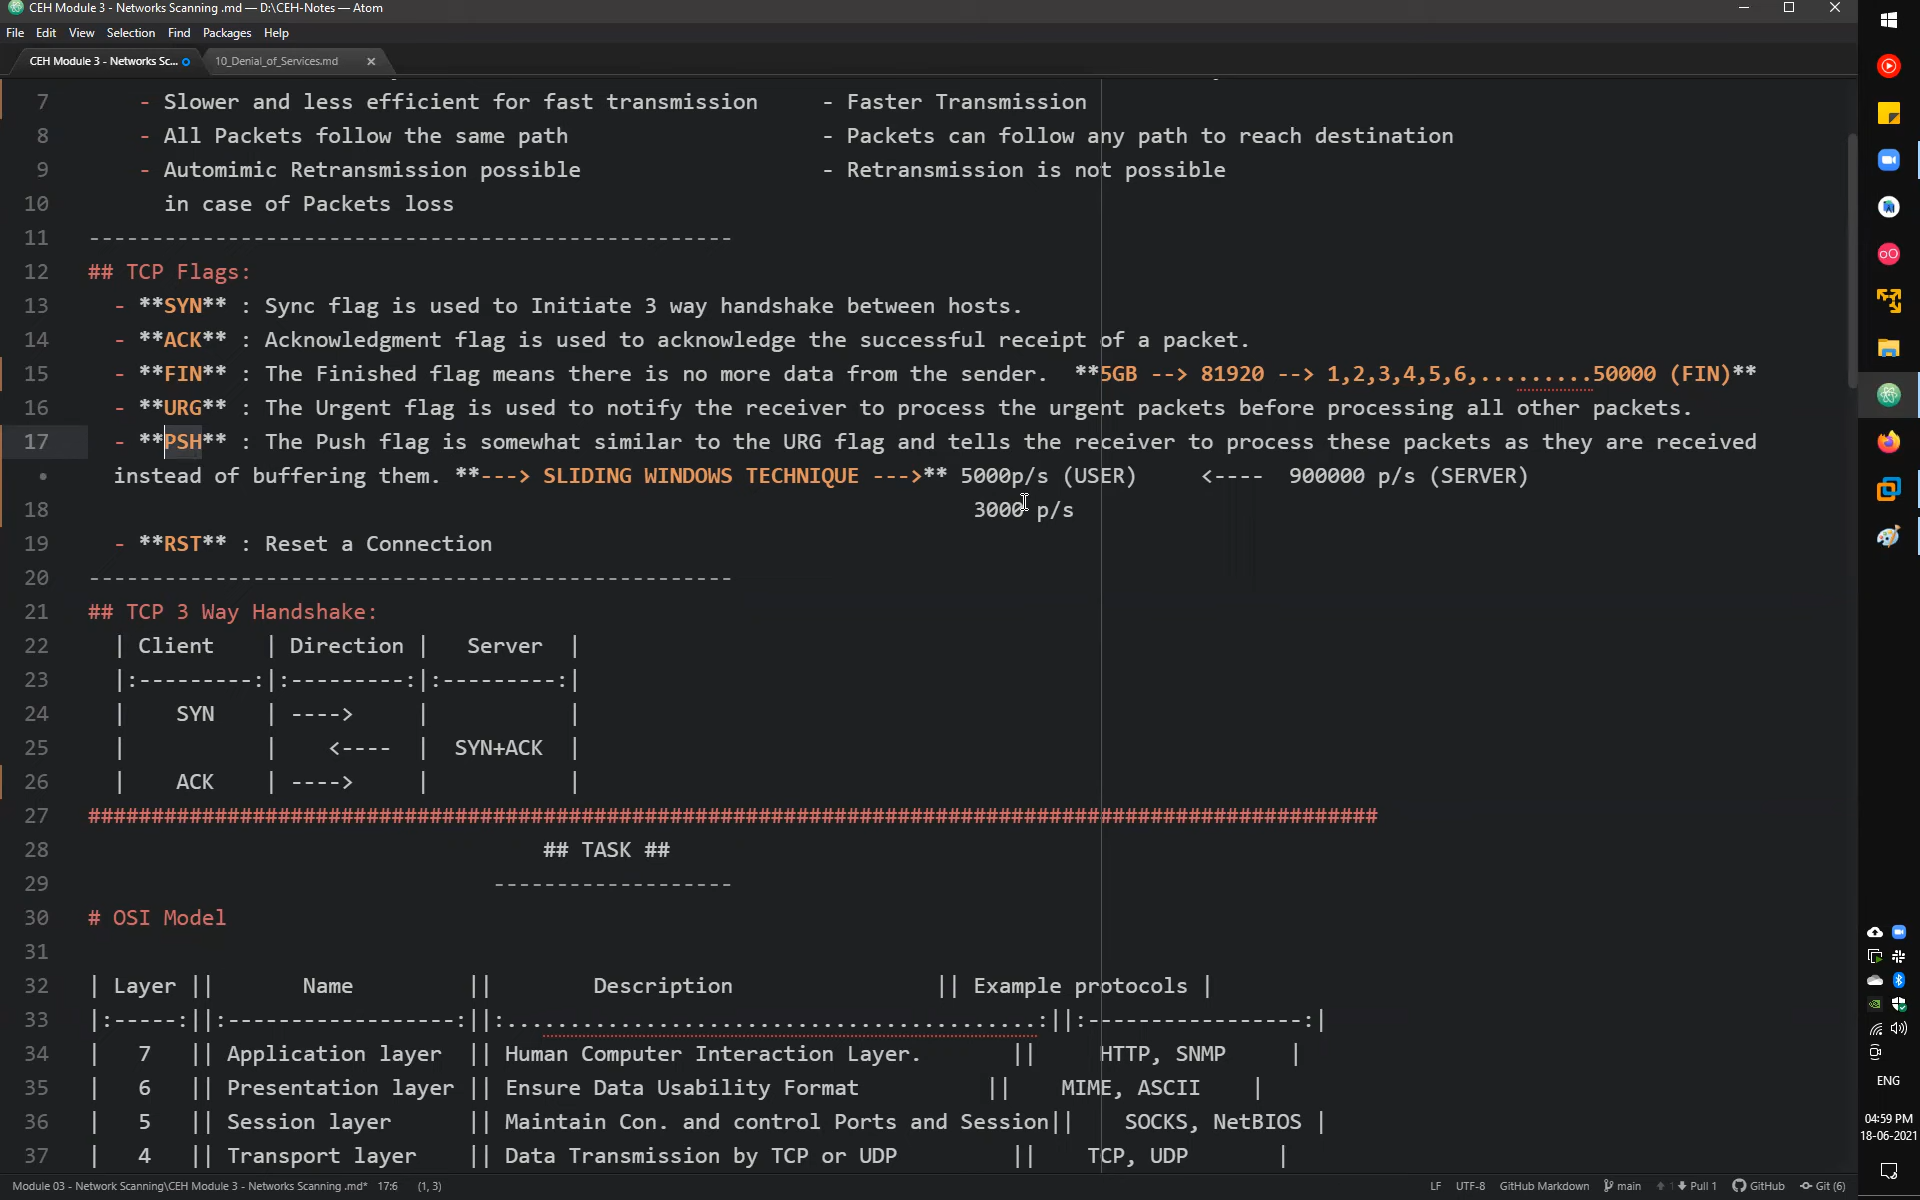 CEH Module 3 - Networks Scanning .md — D:\CEH-Notes — Atom
File Edit View Selection Find Packages Help
CEH Module 3 - Networks Sc... 10_Denial_of_Services.md
7 - Slower and less efficient for fast transmission - Faster Transmission
8 - All Packets follow the same path - Packets can follow any path to reach destination
9 - Automimic Retransmission possible - Retransmission is not possible
10 in case of Packets loss
11 ---------------------------------------------------
12 ## TCP Flags:
13 - **SYN** : Sync flag is used to Initiate 3 way handshake between hosts.
14 - **ACK** : Acknowledgment flag is used to acknowledge the successful receipt of a packet.
15 - **FIN** : The Finished flag means there is no more data from the sender. **5GB --> 81920 --> 1,2,3,4,5,6,.........50000 (FIN)**
16 - **URG** : The Urgent flag is used to notify the receiver to process the urgent packets before processing all other packets.
17 - **PSH** : The Push flag is somewhat similar to the URG flag and tells the receiver to process these packets as they are received
• instead of buffering them. **---> SLIDING WINDOWS TECHNIQUE --->** 5000p/s (USER) <---- 900000 p/s (SERVER)
18 3000 p/s
19 - **RST** : Reset a Connection
20 ---------------------------------------------------
21 ## TCP 3 Way Handshake:
22 | Client | Direction | Server |
23 |:---------:|:---------:|:---------:|
24 | SYN | ----> | |
25 | | <---- | SYN+ACK |
26 | ACK | ----> | |
27 ######################################################################################################
28 ## TASK ##
29 -------------------
30 # OSI Model
31
32 | Layer || Name || Description || Example protocols |
33 |:-----:||:------------------:||:..........................................:||:-----------------:|
34 | 7 || Application layer || Human Computer Interaction Layer. || HTTP, SNMP |
35 | 6 || Presentation layer || Ensure Data Usability Format || MIME, ASCII |
36 | 5 || Session layer || Maintain Con. and control Ports and Session|| SOCKS, NetBIOS |
37 | 4 || Transport layer || Data Transmission by TCP or UDP || TCP, UDP |
Module 03 - Network Scanning\CEH Module 3 - Networks Scanning .md* 17:6 (1, 3) LF UTF-8 GitHub Markdown main 1 Pull 1 GitHub Git (6)
ENG
04:59 PM
18-06-2021